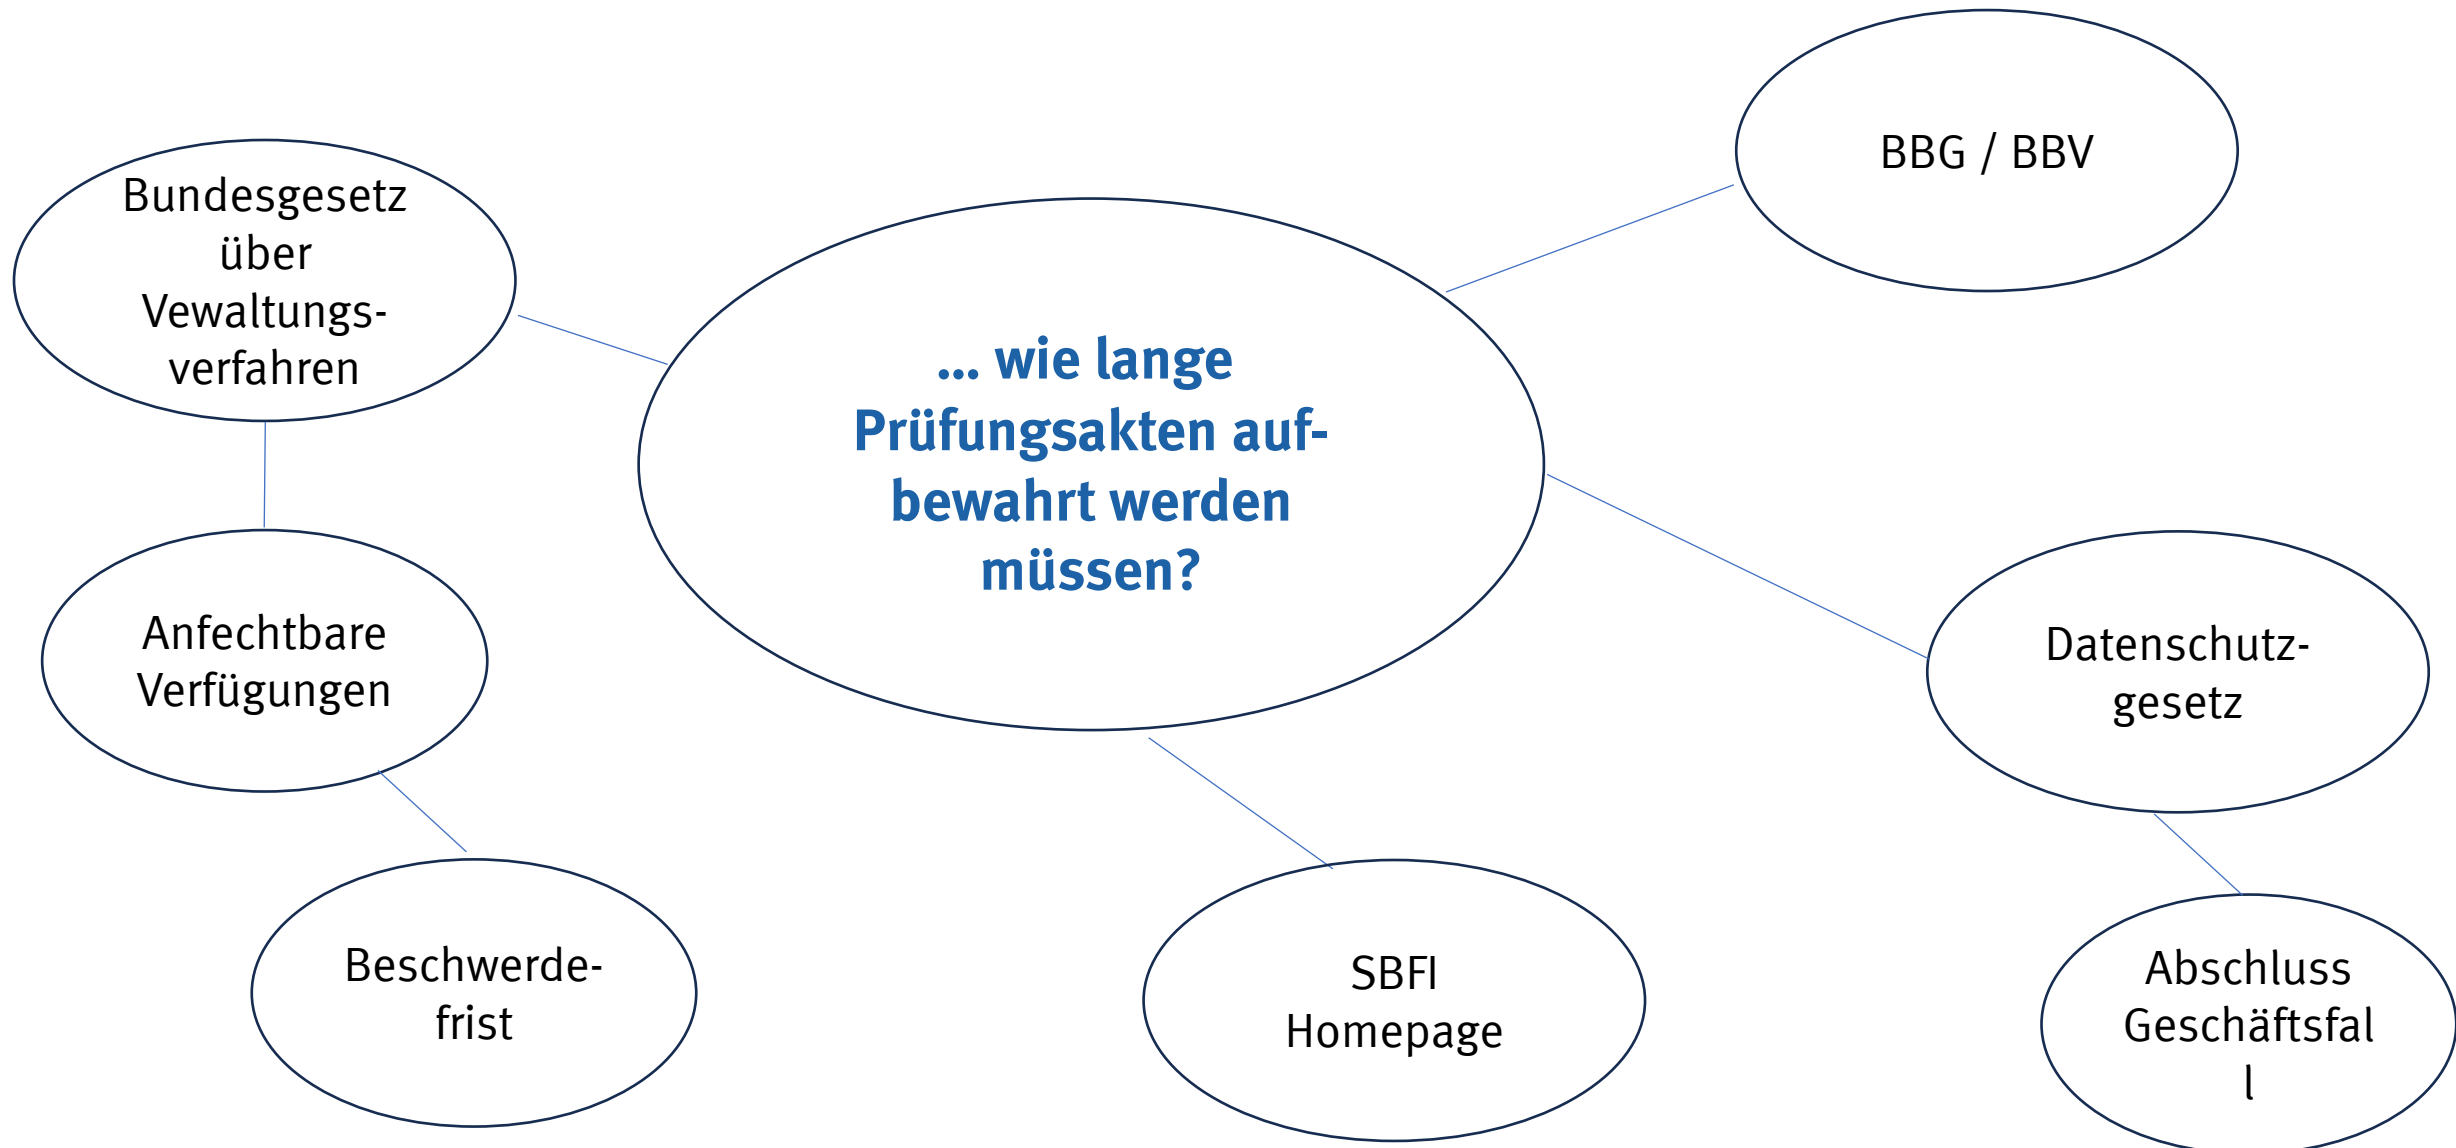 BBG / BBV
Bundesgesetz
über
Vewaltungs-
verfahren
... wie lange
Prüfungsakten auf-
bewahrt werden
müssen?
Anfechtbare
Verfügungen
Datenschutz-
gesetz
Beschwerde-
frist
SBFI
Homepage
Abschluss
Geschäftsfal
l